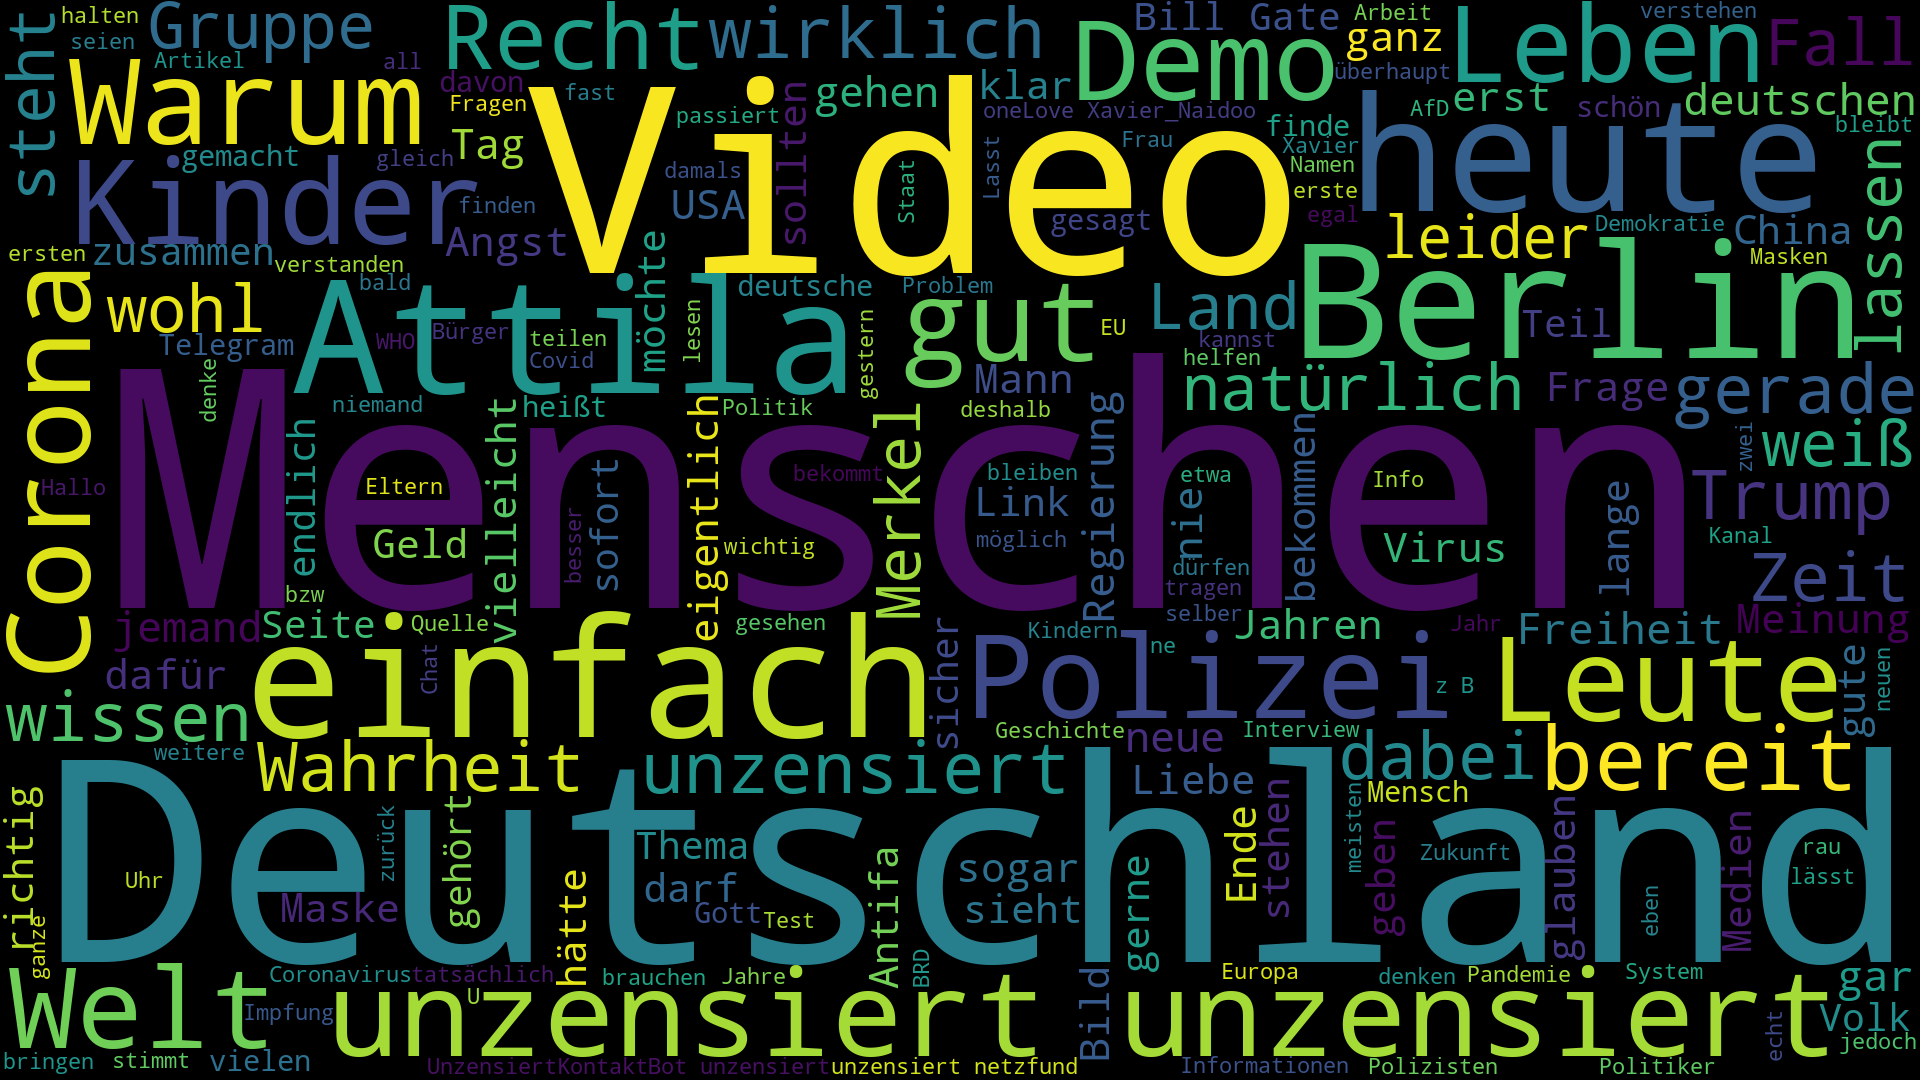 halten
seien
Gruppe
Artikel
all
Recht
wirklich
Demo
Bill Gate
Arbeit
ganz
überhaupt
Leben
verstehen
Fall
steht
Warum
davon
Fragen
fast
passiert
sollten
gehen
klar
oneLove Xavier_Naidoo
AfD
erst
schön
deutschen
bleibt
gemacht
gleich
Tag
Video
damals
USA
Staat
Lasst
Frau
finde
Xavier
Namen
erste
egal
heute
lassen
Kinder
finden
Angst
gesagt
leider
Demokratie
China
Masken
ersten
zusammen
verstanden
bald
möchte
deutsche
Problem
Corona
wohl
Telegram
Attila
WHO
Bürger
teilen
Covid
lesen
gestern
gut
EU
Land
kannst
helfen
Berlin
Teil
denke
niemand
heißt
Politik
deshalb
Mann
natürlich
Frage
gerade
Menschen
Hallo
endlich
Eltern
Geld
vielleicht
besser
sofort
eigentlich
wichtig
bekommt
Merkel
bleiben
Link
möglich
Regierung
etwa
nie
dürfen
tragen
selber
bekommen
Info
Virus
lange
zwei
weiß
Trump
Kanal
Zeit
bzw
jemand
Seite
Quelle
gesehen
Kindern
Jahren
Jahr
Freiheit
Meinung
dafür
einfach
Chat
sicher
Polizei
ne
z B
Leute
gute
neuen
wissen
weitere
Wahrheit
unzensiert
Geschichte
neue
Interview
Liebe
dabei
bereit
richtig
Deutschland
Uhr
zurück
Maske
gehört
hätte
Thema
darf
Gott
Test
Antifa
sogar
sieht
gerne
Ende
stehen
Mensch
meisten
geben
Zukunft
glauben
eben
Medien
rau
lässt
ganze
Welt
Coronavirus
tatsächlich
U
Impfung
brauchen
Jahre
BRD
unzensiert
Bild
Europa
denken
Pandemie
System
unzensiert
gar
Volk
echt
jedoch
bringen
stimmt
vielen
UnzensiertKontaktBot unzensiert
unzensiert netzfund
Informationen
Polizisten
Politiker